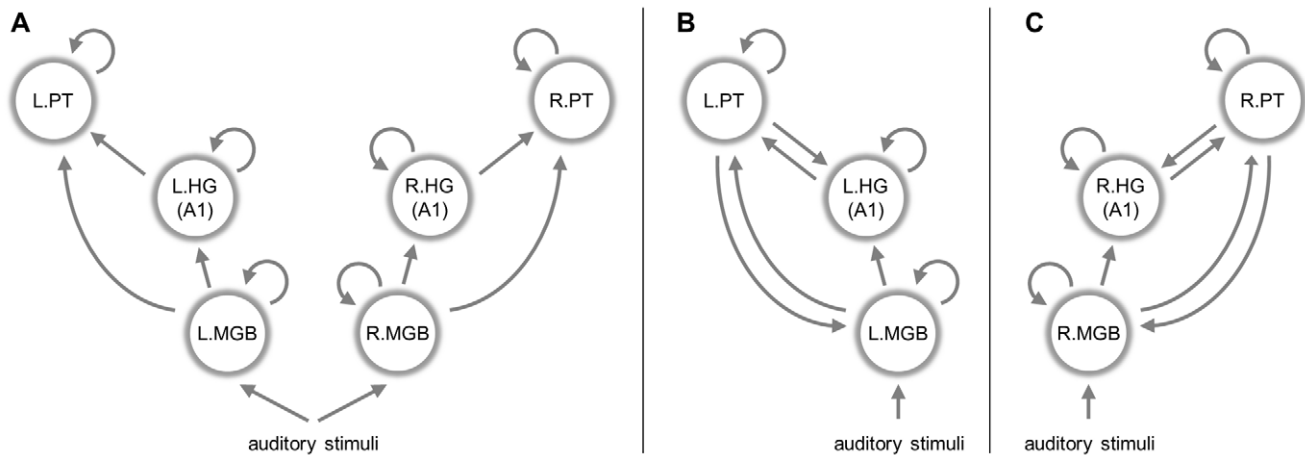 A
L.PT
R.PT
L.HG
(A1)
R.HG
(A1)
L.MGB
R.MGB
auditory stimuli
B
L.PT
L.HG
(A1)
L.MGB
auditory stimuli
C
R.PT
R.HG
(A1)
R.MGB
auditory stimuli